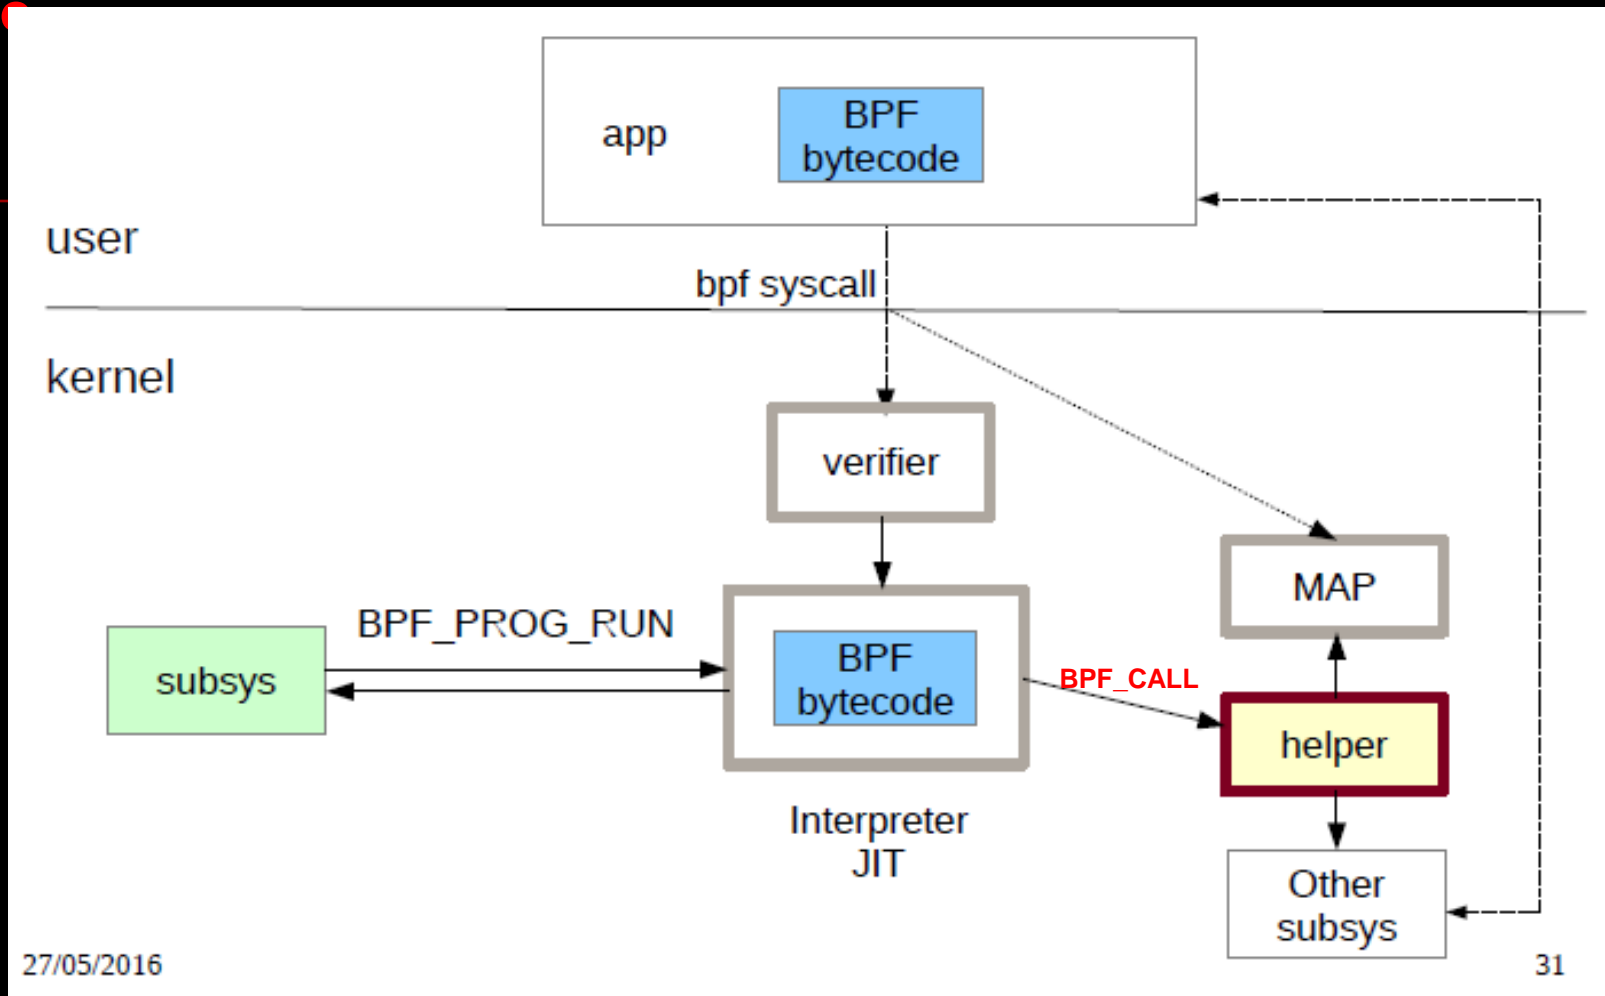 app
BPF
bytecode
user
bpf syscall
kernel
verifier
MAP
BPF_PROG_RUN
subsys
BPF
bytecode
BPF_CALL
helper
Interpreter
JIT
Other
subsys
27/05/2016
31